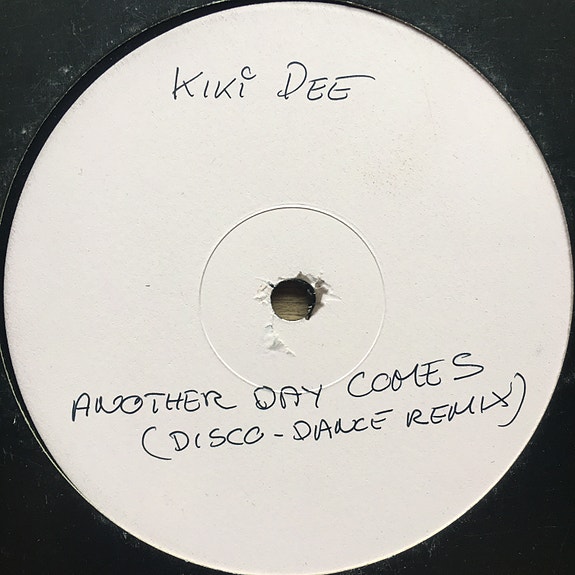 KiKi DEE
ANOTHER DAY COMES
(DISCO-DANCE REMIX)